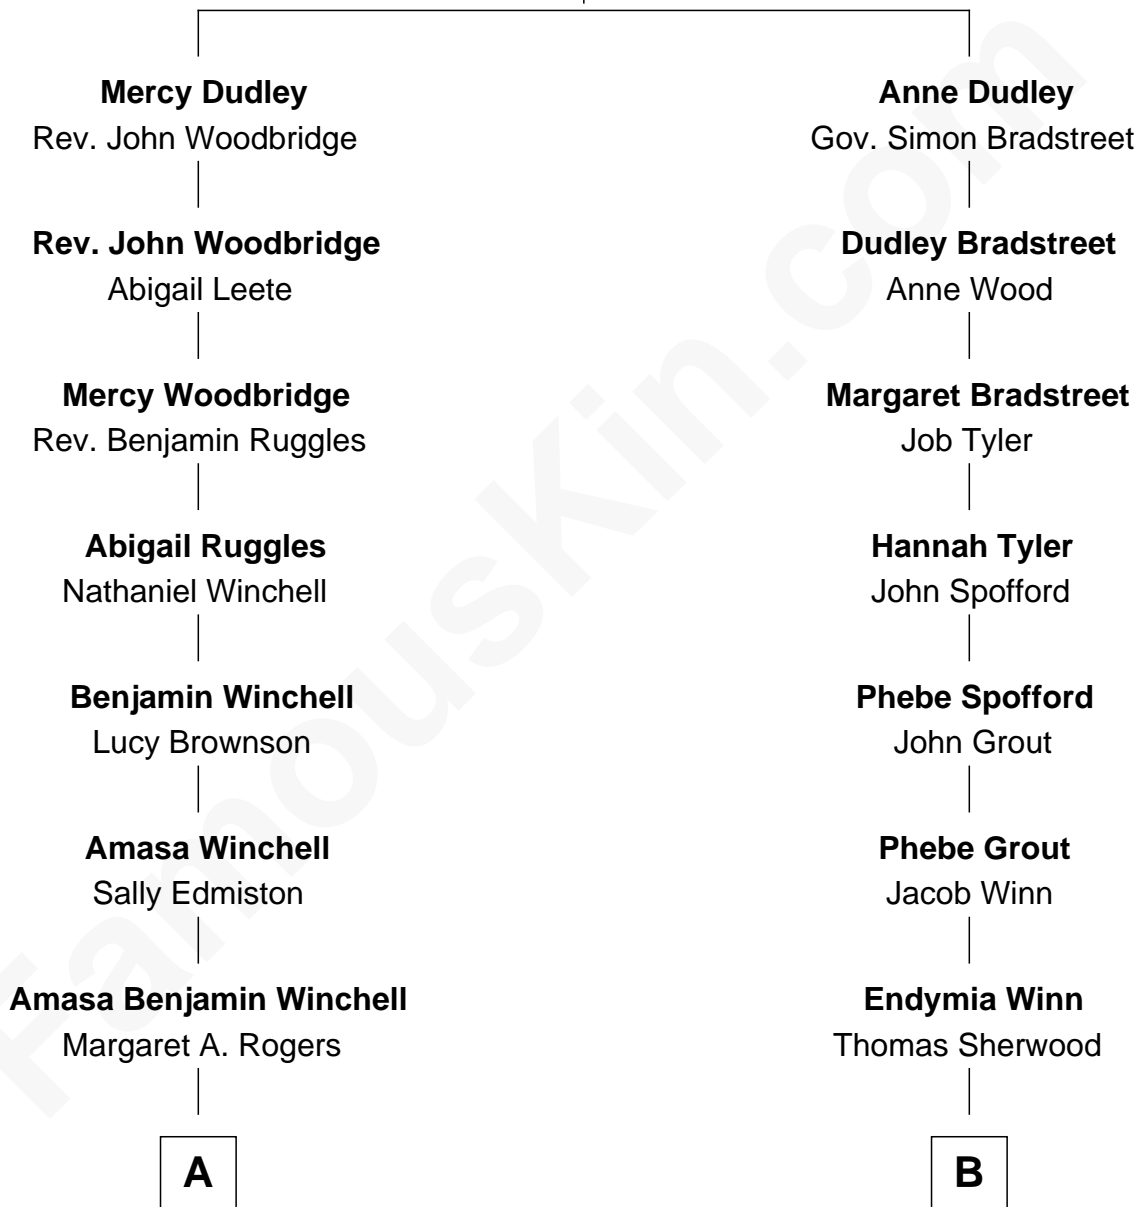 Mercy Dudley
Rev. John Woodbridge
Rev. John Woodbridge
Abigail Leete
Mercy Woodbridge
Rev. Benjamin Ruggles
Abigail Ruggles
Nathaniel Winchell
Benjamin Winchell
Lucy Brownson
Amasa Winchell
Sally Edmiston
Amasa Benjamin Winchell
Margaret A. Rogers
A
Anne Dudley
Gov. Simon Bradstreet
Dudley Bradstreet
Anne Wood
Margaret Bradstreet
Job Tyler
Hannah Tyler
John Spofford
Phebe Spofford
John Grout
Phebe Grout
Jacob Winn
Endymia Winn
Thomas Sherwood
B
FamousKin.com